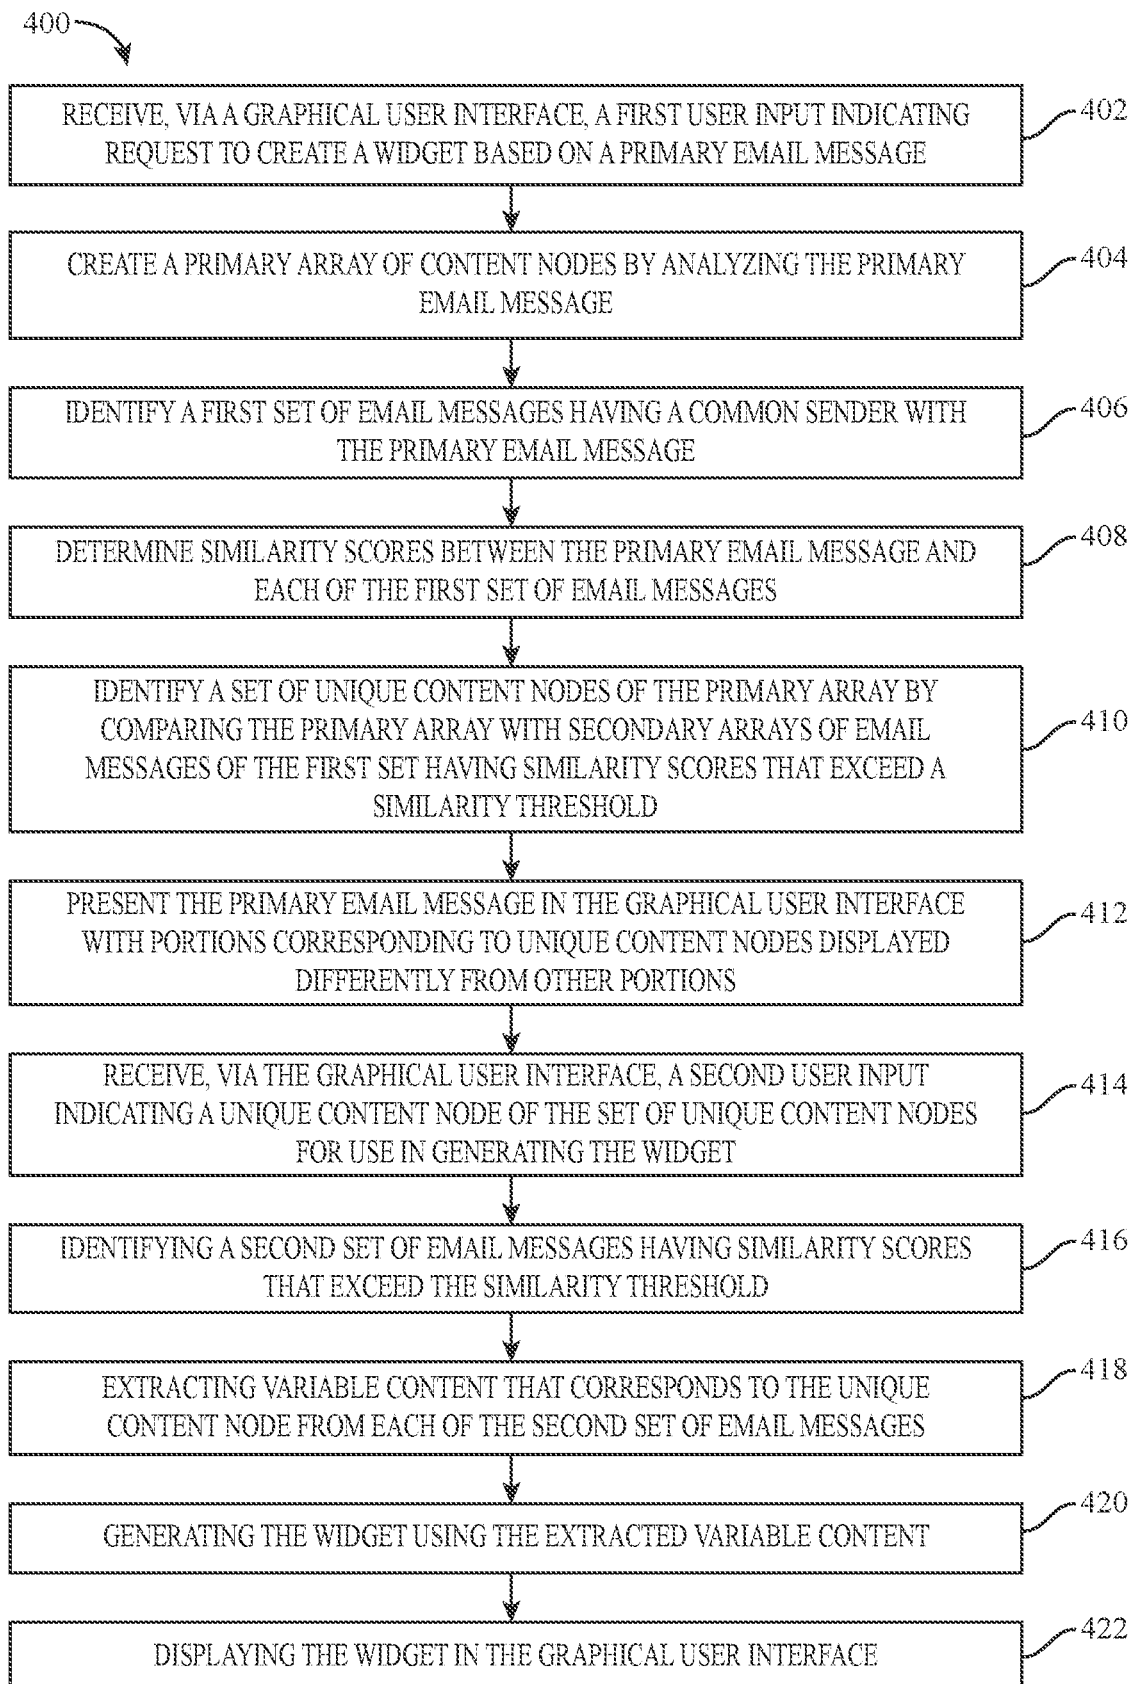 400
RECEIVE, VIA A GRAPHICAL USER INTERFACE, A FIRST USER INPUT INDICATING
REQUEST TO CREATE A WIDGET BASED ON A PRIMARY EMAIL MESSAGE
402
CREATE A PRIMARY ARRAY OF CONTENT NODES BY ANALYZING THE PRIMARY
EMAIL MESSAGE
404
IDENTIFY A FIRST SET OF EMAIL MESSAGES HAVING A COMMON SENDER WITH
THE PRIMARY EMAIL MESSAGE
406
DETERMINE SIMILARITY SCORES BETWEEN THE PRIMARY EMAIL MESSAGE AND
EACH OF THE FIRST SET OF EMAIL MESSAGES
408
IDENTIFY A SET OF UNIQUE CONTENT NODES OF THE PRIMARY ARRAY BY
COMPARING THE PRIMARY ARRAY WITH SECONDARY ARRAYS OF EMAIL
MESSAGES OF THE FIRST SET HAVING SIMILARITY SCORES THAT EXCEED A
SIMILARITY THRESHOLD
410
PRESENT THE PRIMARY EMAIL MESSAGE IN THE GRAPHICAL USER INTERFACE
WITH PORTIONS CORRESPONDING TO UNIQUE CONTENT NODES DISPLAYED
DIFFERENTLY FROM OTHER PORTIONS
412
RECEIVE, VIA THE GRAPHICAL USER INTERFACE, A SECOND USER INPUT
INDICATING A UNIQUE CONTENT NODE OF THE SET OF UNIQUE CONTENT NODES
FOR USE IN GENERATING THE WIDGET
414
IDENTIFYING A SECOND SET OF EMAIL MESSAGES HAVING SIMILARITY SCORES
THAT EXCEED THE SIMILARITY THRESHOLD
416
EXTRACTING VARIABLE CONTENT THAT CORRESPONDS TO THE UNIQUE
CONTENT NODE FROM EACH OF THE SECOND SET OF EMAIL MESSAGES
418
GENERATING THE WIDGET USING THE EXTRACTED VARIABLE CONTENT
420
DISPLAYING THE WIDGET IN THE GRAPHICAL USER INTERFACE
422